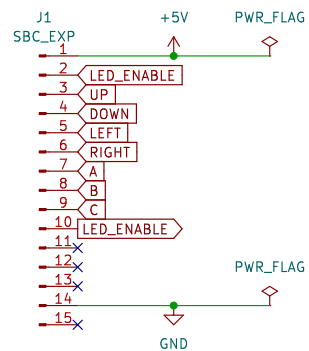 J1 +5V PWR_FLAG
SBC_EXP
1
2 LED_ENABLE
3 UP
4 DOWN
5 LEFT
6 RIGHT
7 A
8 B
9 C
10 LED_ENABLE
11
12
13 PWR_FLAG
14
15
GND